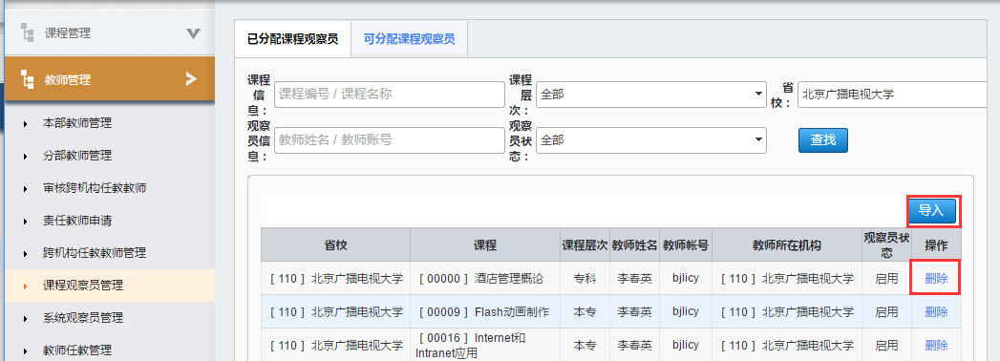 课程管理
教师管理
本部教师管理
分部教师管理
审核跨机构任教教师
责任教师申请
跨机构任教教师管理
课程观察员管理
系统观察员管理
教师任教管理
已分配课程观察员 可分配课程观察员
课程信息： 课程编号 / 课程名称 课程层次： 全部 省校： 北京广播电视大学
观察员信息： 教师姓名 / 教师账号 观察员状态： 全部 查找
导入
省校 课程 课程层次 教师姓名 教师帐号 教师所在机构 观察员状态 操作
[ 110 ] 北京广播电视大学 [ 00000 ] 酒店管理概论 专科 李春英 bjlicy [ 110 ] 北京广播电视大学 启用 删除
[ 110 ] 北京广播电视大学 [ 00009 ] Flash动画制作 本专 李春英 bjlicy [ 110 ] 北京广播电视大学 启用 删除
[ 110 ] 北京广播电视大学 [ 00016 ] Internet和Intranet应用 本专 李春英 bjlicy [ 110 ] 北京广播电视大学 启用 删除